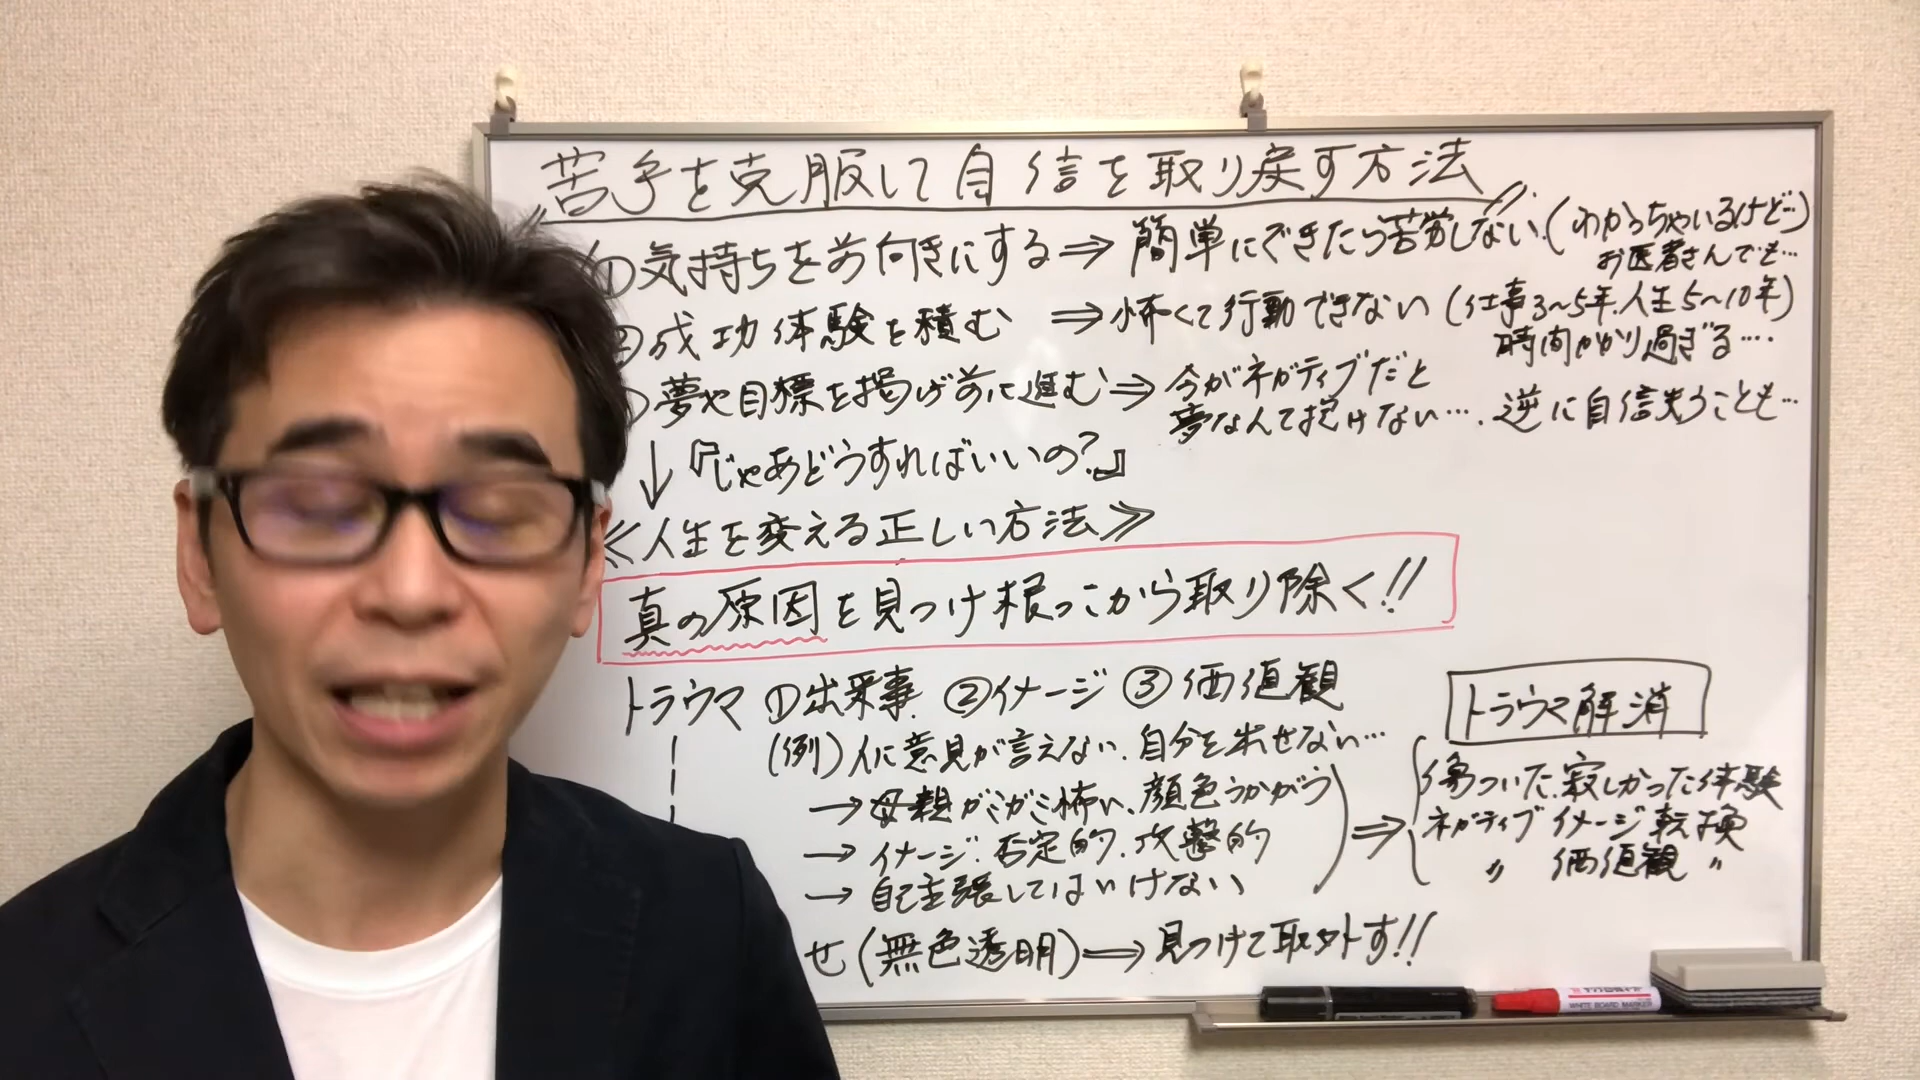 苦手を克服して自信を取り戻す方法
①気持ちを前向きにする⇒簡単にできたら苦労しない(わかっちゃいるけど…)
お医者さんでも…
②成功体験を積む ⇒怖くて行動できない(仕事3~5年.人生5~10年)
時間かかり過ぎる…
夢や目標を掲げ前に進む⇒今がネガティブだと
夢なんて抱けない….逆に自信失うことも…
↓『じゃあどうすればいいの?』
≪人生を変える正しい方法≫
真の原因を見つけ根っこから取り除く!!
トラウマ ①出来事 ②イメージ ③価値観
(例)人に意見が言えない.自分を出せない…
→母親がミガミ怖い、顔色うかがう
→イメージ.否定的.攻撃的
→自己主張してはいけない
トラウマ解消
⇒傷ついた.寂しかった体験
ネガティブイメージ転換
〃 価値観 〃
せ(無色透明)⇒見つけて取り外す!!
WHITE BOARD MARKER